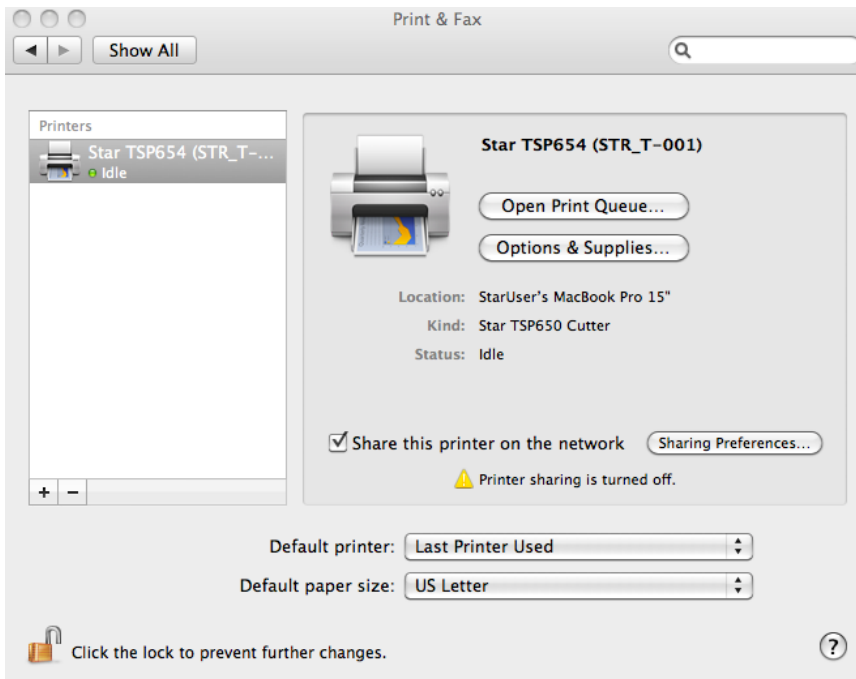 Print & Fax
Show All
Printers
Star TSP654 (STR_T-...
Idle
Star TSP654 (STR_T-001)
Open Print Queue...
Options & Supplies...
Location: StarUser's MacBook Pro 15"
Kind: Star TSP650 Cutter
Status: Idle
Share this printer on the network
Sharing Preferences...
Printer sharing is turned off.
+ −
Default printer: Last Printer Used
Default paper size: US Letter
Click the lock to prevent further changes.
?